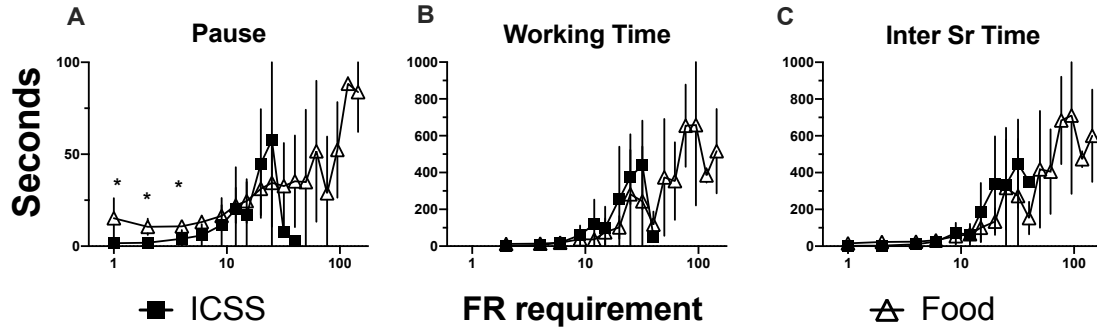 A
Pause
B
Working Time
C
Inter Sr Time
Seconds
100
50
0
* * *
1 10 100
1000
800
600
400
200
0
1 10 100
1000
800
600
400
200
0
1 10 100
ICSS
FR requirement
Food